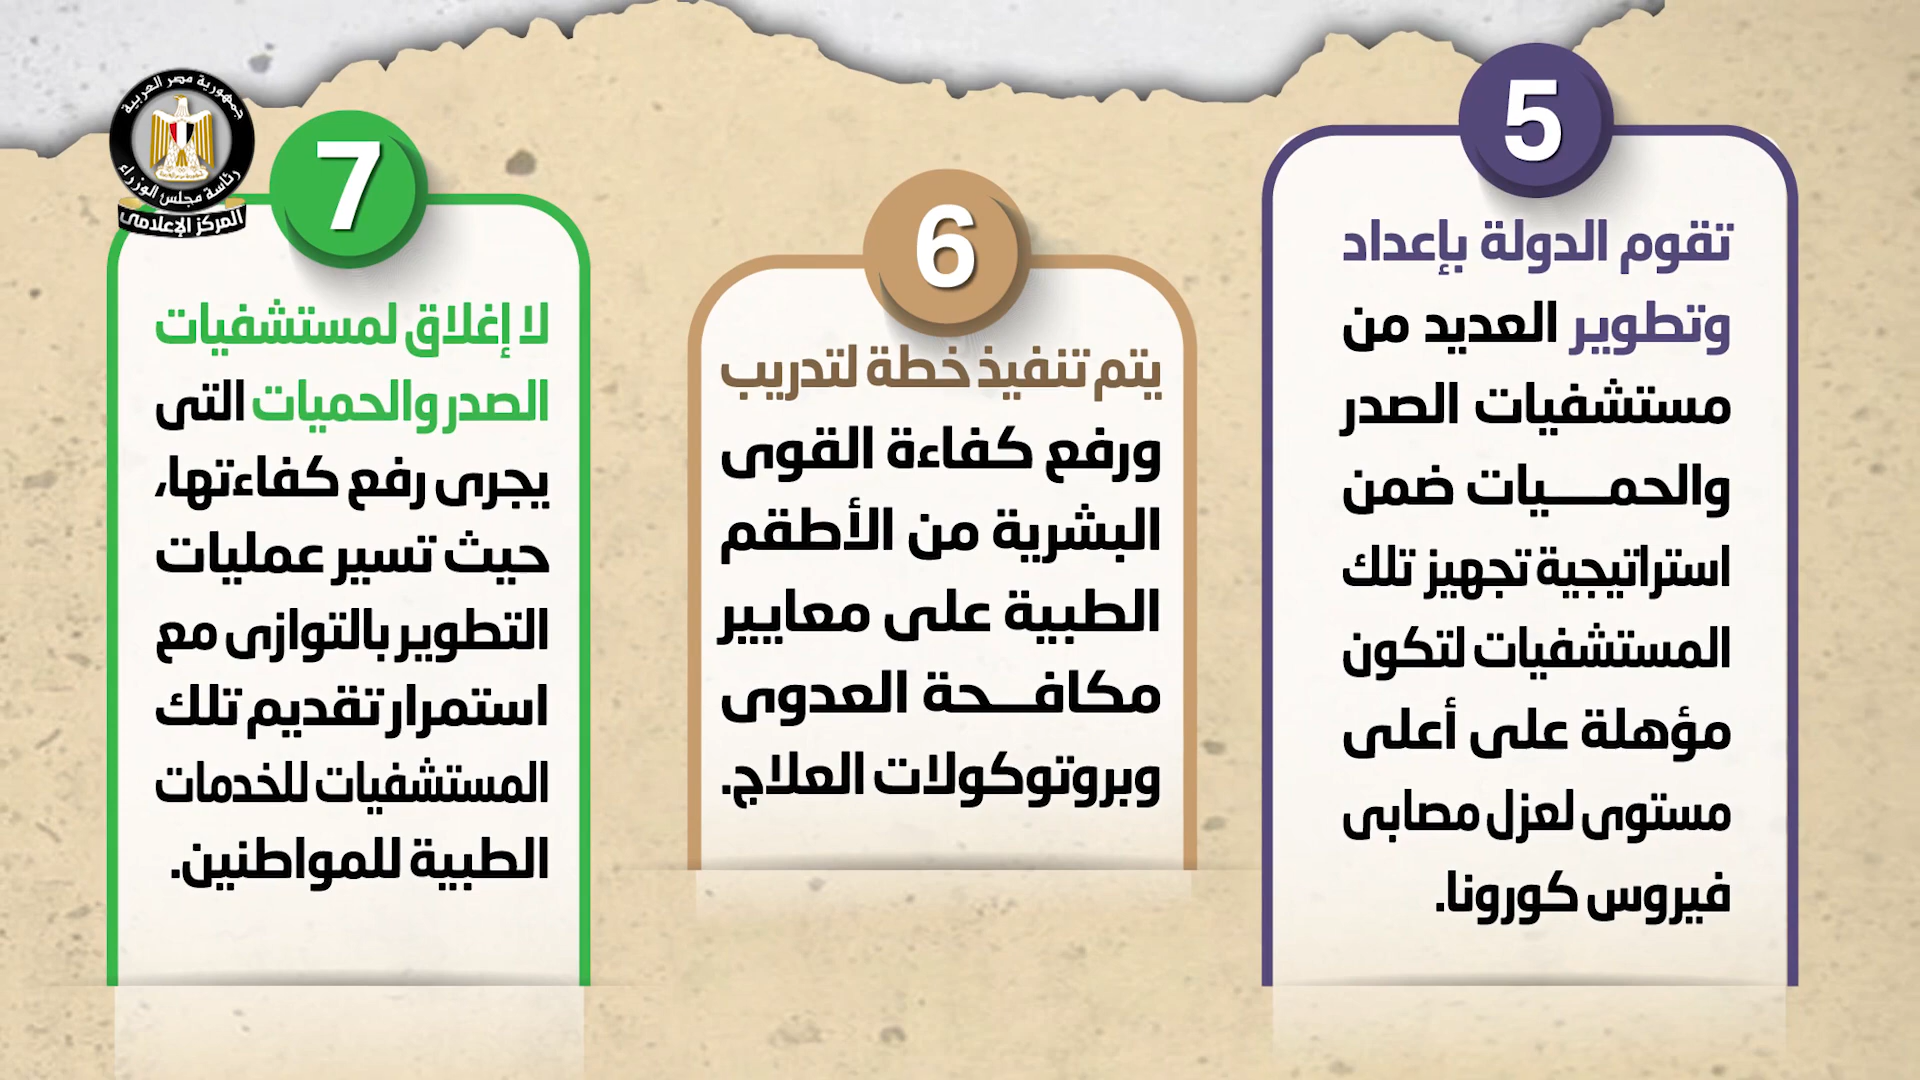 5
تقوم الدولة بإعداد
وتطوير العديد من
مستشفيات الصدر
والحمـــيات ضمن
استراتيجية تجهيز تلك
المستشفيات لتكون
مؤهلة على أعلى
مستوى لعزل مصابى
فيروس كورونا.
6
يتم تنفيذ خطة لتدريب
ورفع كفاءة القوى
البشرية من الأطقم
الطبية على معايير
مكافـــحة العدوى
وبروتوكولات العلاج.
7
لا إغلاق لمستشفيات
الصدر والحميات التى
يجرى رفع كفاءتها،
حيث تسير عمليات
التطوير بالتوازى مع
استمرار تقديم تلك
المستشفيات للخدمات
الطبية للمواطنين.
جمهورية مصر العربية
رئاسة مجلس الوزراء
المركز الإعلامى